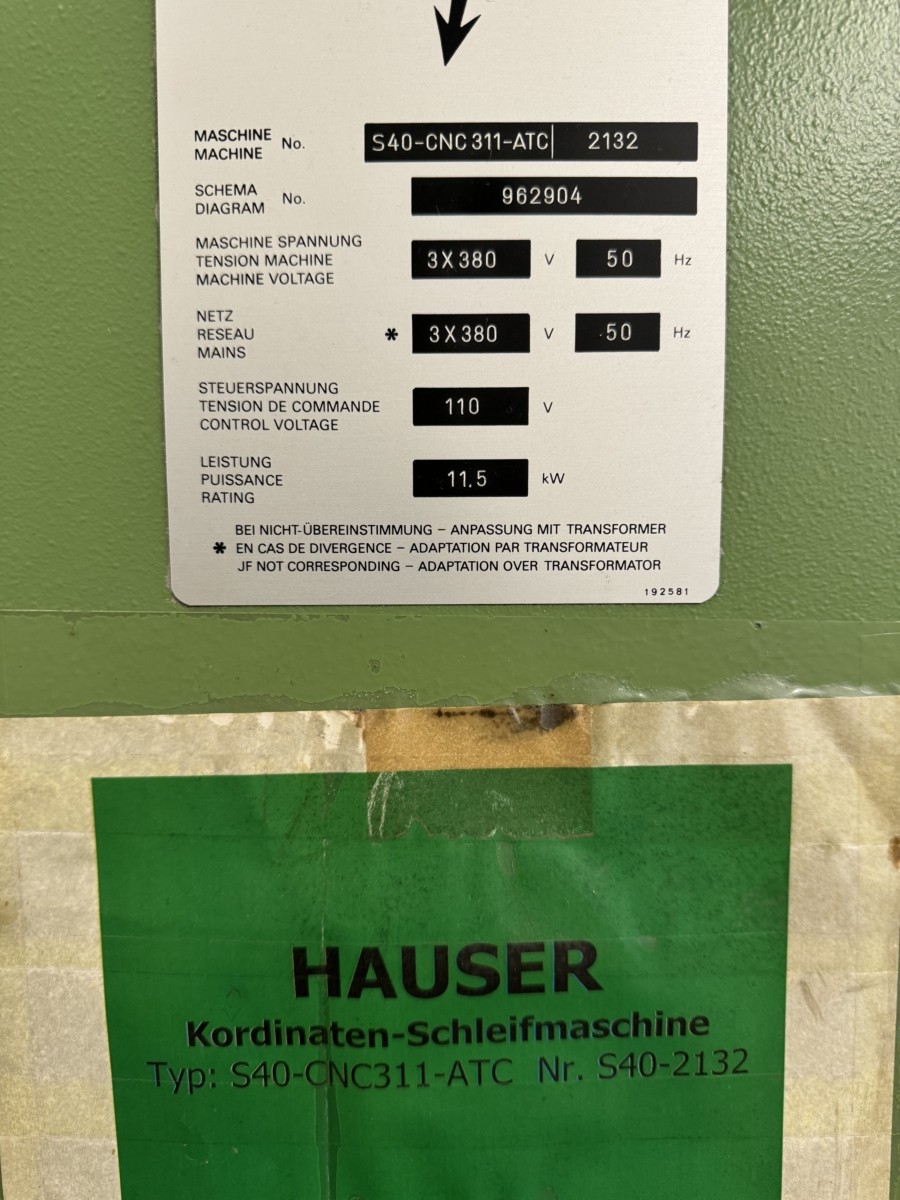 MASCHINE
MACHINE No. S40-CNC 311-ATC 2132
SCHEMA
DIAGRAM No. 962904
MASCHINE SPANNUNG
TENSION MACHINE 3X380 V 50 Hz
MACHINE VOLTAGE
NETZ
RESEAU * 3X380 V 50 Hz
MAINS
STEUERSPANNUNG
TENSION DE COMMANDE 110 V
CONTROL VOLTAGE
LEISTUNG
PUISSANCE 11.5 kW
RATING
BEI NICHT-ÜBEREINSTIMMUNG – ANPASSUNG MIT TRANSFORMER
* EN CAS DE DIVERGENCE – ADAPTATION PAR TRANSFORMATEUR
JF NOT CORRESPONDING – ADAPTATION OVER TRANSFORMATOR
192581
HAUSER
Kordinaten-Schleifmaschine
Typ: S40-CNC311-ATC Nr. S40-2132